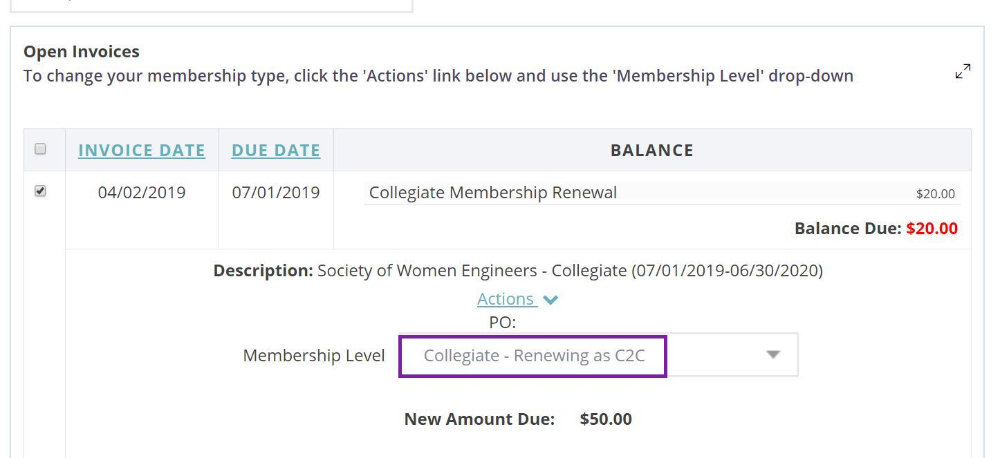 Open Invoices
To change your membership type, click the 'Actions' link below and use the 'Membership Level' drop-down
INVOICE DATE DUE DATE BALANCE
04/02/2019 07/01/2019 Collegiate Membership Renewal $20.00
Balance Due: $20.00
Description: Society of Women Engineers - Collegiate (07/01/2019-06/30/2020)
Actions
PO:
Membership Level Collegiate - Renewing as C2C
New Amount Due: $50.00